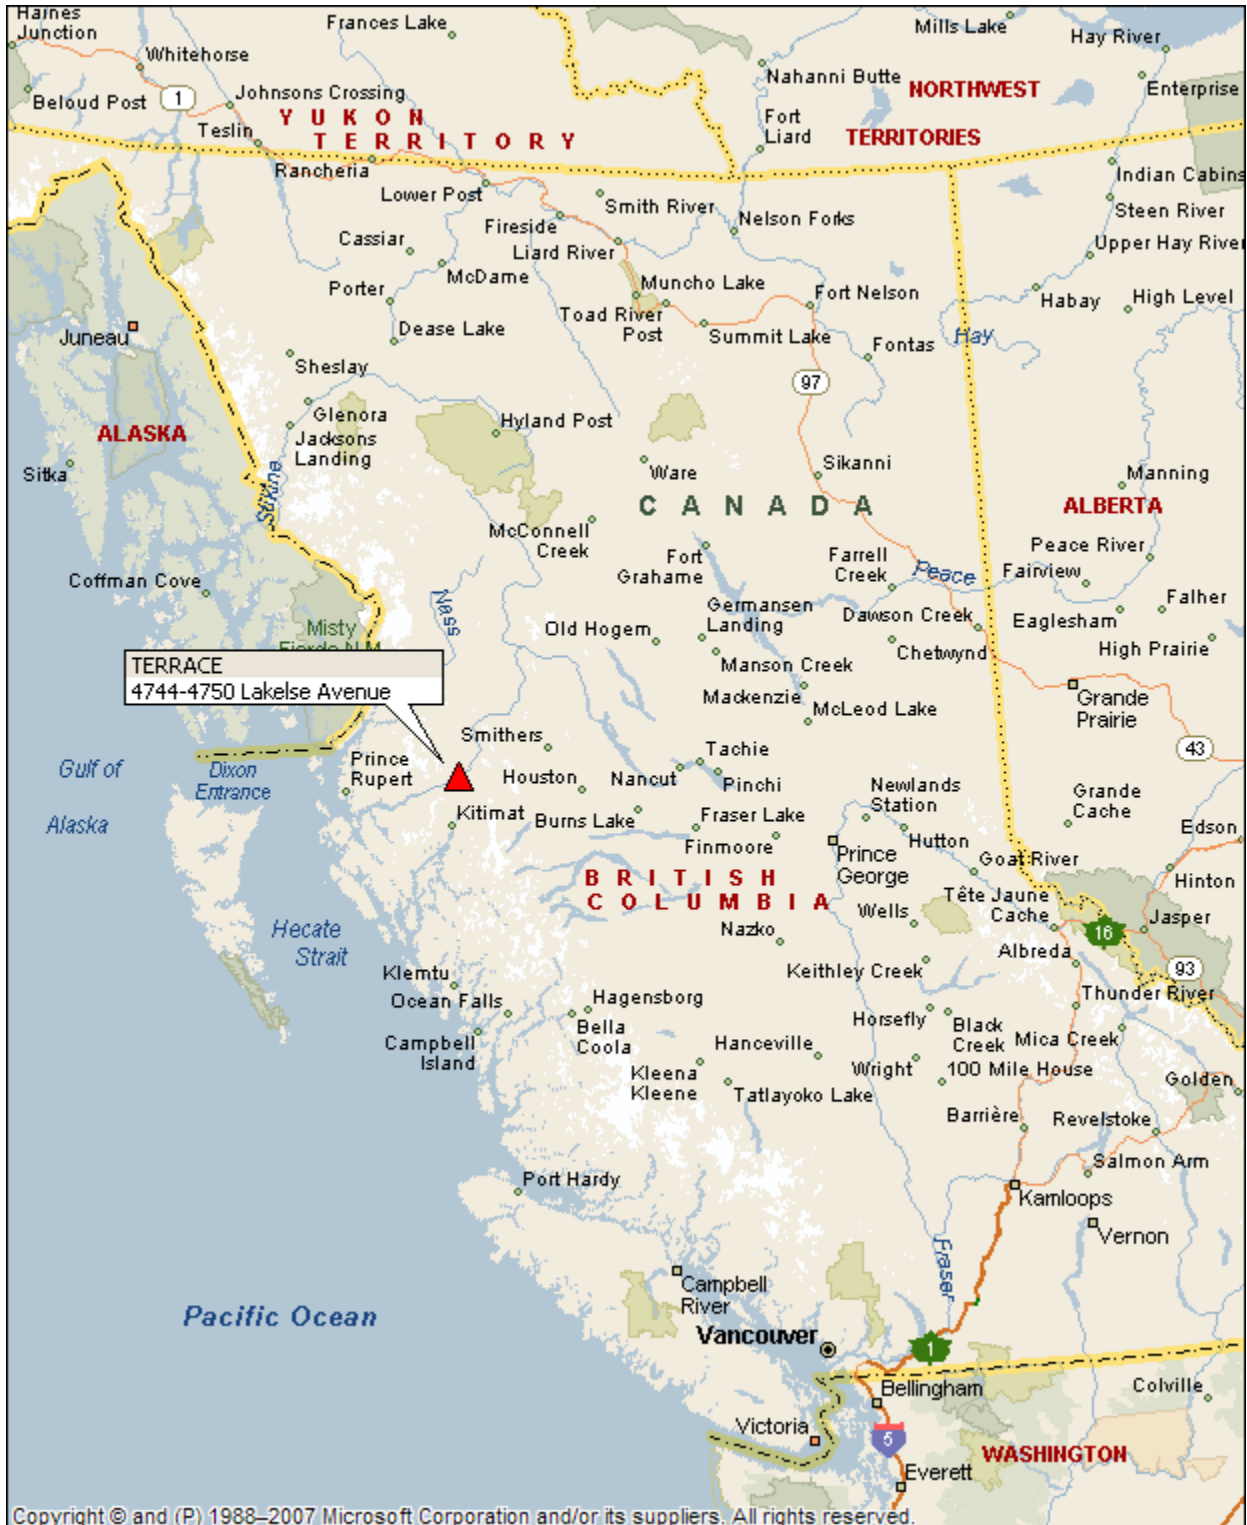 Haines
Junction
Frances Lake
Mills Lake
Hay River
Whitehorse
Nahanni Butte
NORTHWEST
Enterprise
Beloud Post
1
Johnsons Crossing
YUKON
TERRITORY
Fort
Liard
TERRITORIES
Teslin
Rancheria
Lower Post
Indian Cabins
Smith River
Steen River
Cassiar
Fireside
Nelson Forks
Liard River
Upper Hay River
McDame
Porter
Muncho Lake
Fort Nelson
Habay
High Level
Toad River
Post
Juneau
Dease Lake
Summit Lake
Hay
Fontas
Sheslay
97
Glenora
Hyland Post
ALASKA
Jacksons
Landing
Sitka
Ware
Sikanni
Manning
Stikine
CANADA
ALBERTA
McConnell
Creek
Fort
Grahame
Farrell
Creek
Peace River
Peace
Fairview
Coffman Cove
Nass
Germansen
Landing
Dawson Creek
Falher
Eaglesham
Misty
Fjords N.M.
Old Hogem
Chetwynd
High Prairie
TERRACE
4744-4750 Lakelse Avenue
Manson Creek
Mackenzie
Grande
Prairie
McLeod Lake
Smithers
Tachie
43
Gulf of
Alaska
Dixon
Entrance
Prince
Rupert
Houston
Nancut
Pinchi
Newlands
Station
Grande
Cache
Kitimat
Burns Lake
Fraser Lake
Edson
Finmoore
Hutton
Prince
George
Goat River
BRITISH
COLUMBIA
Hinton
Tête Jaune
Cache
Wells
Jasper
Hecate
Strait
Nazko
16
Albreda
Keithley Creek
93
Klemtu
Ocean Falls
Hagensborg
Thunder River
Campbell
Island
Bella
Coola
Horsefly
Black
Creek
Mica Creek
Hanceville
Kleena
Kleene
Wright
100 Mile House
Golden
Tatlayoko Lake
Barrière
Revelstoke
Salmon Arm
Port Hardy
Kamloops
Vernon
Fraser
Campbell
River
Pacific Ocean
Vancouver
1
Bellingham
Colville
Victoria
5
WASHINGTON
Everett
Copyright © and (P) 1988–2007 Microsoft Corporation and/or its suppliers. All rights reserved.